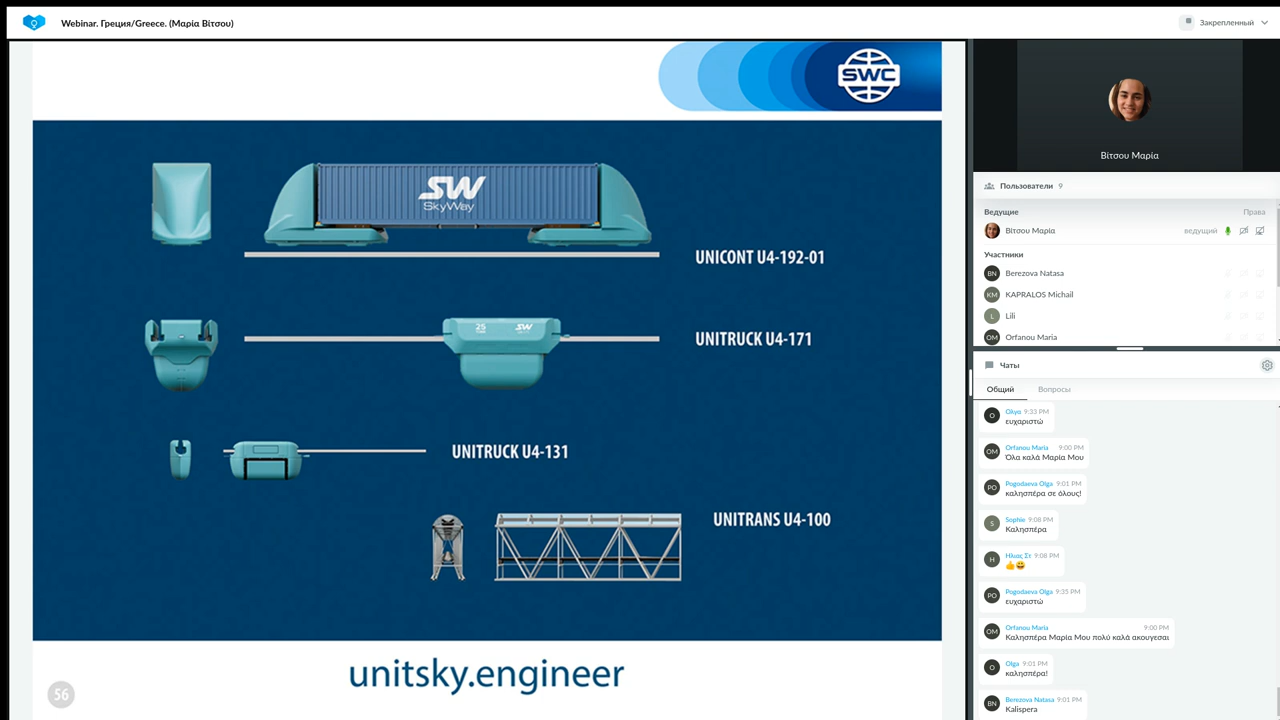 Webinar. Греция/Greece. (Μαρία Βίτσου)
Закрепленный
SWC
SW
SkyWay
UNICONT U4-192-01
25
SW
UNITRUCK U4-171
UNITRUCK U4-131
UNITRANS U4-100
unitsky.engineer
56
Βίτσου Μαρία
Пользователи 9
Ведущие Права
Βίτσου Μαρία ведущий
Участники
BN Berezova Natasa
KM KAPRALOS Michail
L Lili
OM Orfanou Maria
Чаты
Общий Вопросы
O Olya 9:33 PM
ευχαριστώ
OM Orfanou Maria 9:00 PM
Όλα καλά Μαρία Μου
PO Pogodaeva Olga 9:01 PM
καλησπέρα σε όλους!
S Sophie 9:08 PM
Καλησπέρα
H Ηλιας Στ 9:08 PM
👍😀
PO Pogodaeva Olga 9:35 PM
ευχαριστώ
OM Orfanou Maria 9:00 PM
Καλησπέρα Μαρία Μου πολύ καλά ακουγεσαι
O Olga 9:01 PM
καλησπέρα!
BN Berezova Natasa 9:01 PM
Kalispera